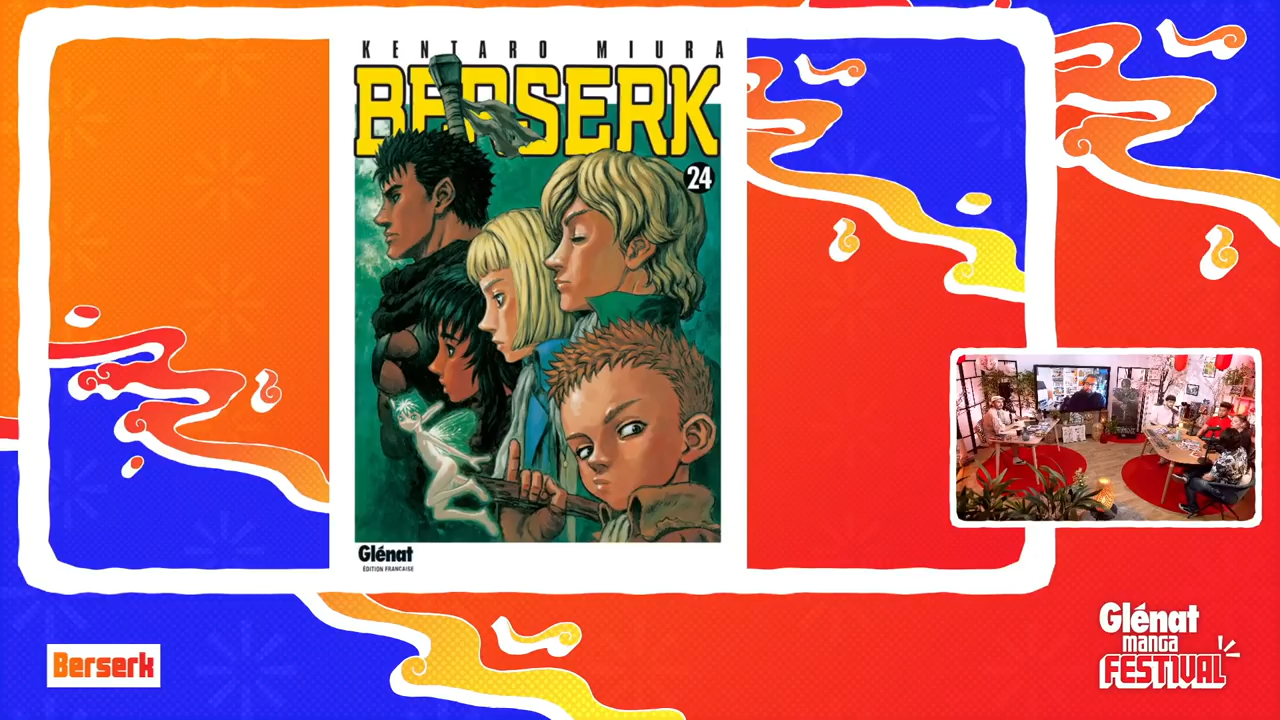 KENTARO MIURA
BERSERK
24
Glénat
ÉDITION FRANÇAISE
Berserk
Glénat
manga
FESTIVAL